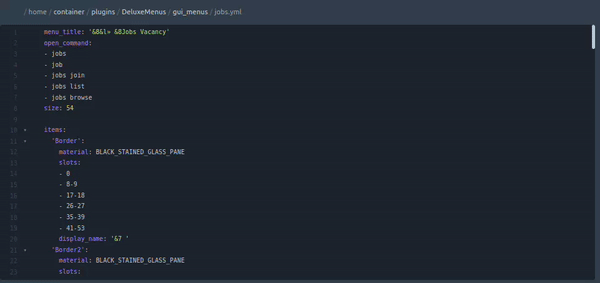 / home / container / plugins / DeluxeMenus / gui_menus / jobs.yml
1 menu_title: '&8&l» &8Jobs Vacancy'
2 open_command:
3 - jobs
4 - job
5 - jobs join
6 - jobs list
7 - jobs browse
8 size: 54
9
10 items:
11 'Border':
12 material: BLACK_STAINED_GLASS_PANE
13 slots:
14 - 0
15 - 8-9
16 - 17-18
17 - 26-27
18 - 35-39
19 - 41-53
20 display_name: '&7 '
21 'Border2':
22 material: BLACK_STAINED_GLASS_PANE
23 slots: